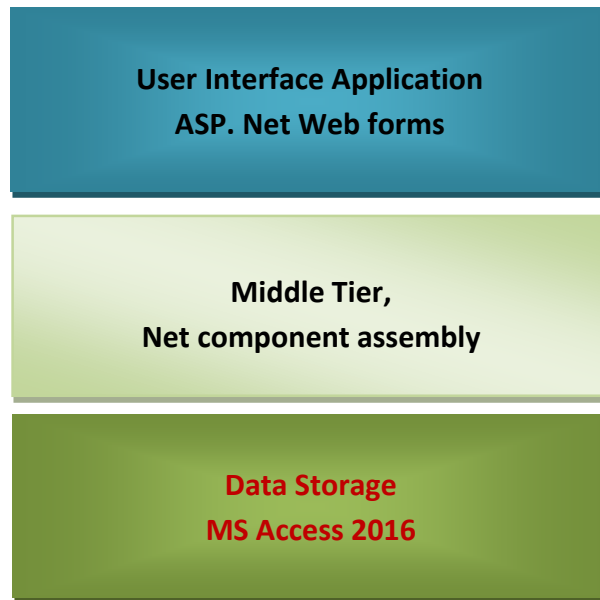 User Interface Application
ASP. Net Web forms
Middle Tier,
Net component assembly
Data Storage
MS Access 2016